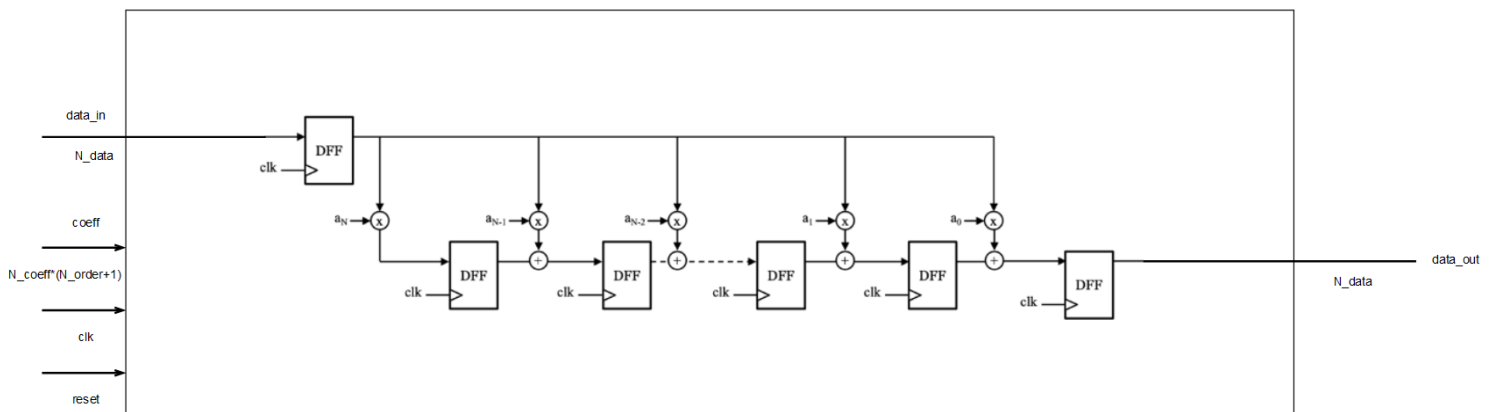 data_in
N_data
coeff
N_coeff*(N_order+1)
clk
reset
DFF
clk
a_N x
a_N-1 x
a_N-2 x
a_1 x
a_0 x
DFF
clk
+
DFF
clk
+
DFF
clk
+
DFF
clk
+
DFF
clk
data_out
N_data